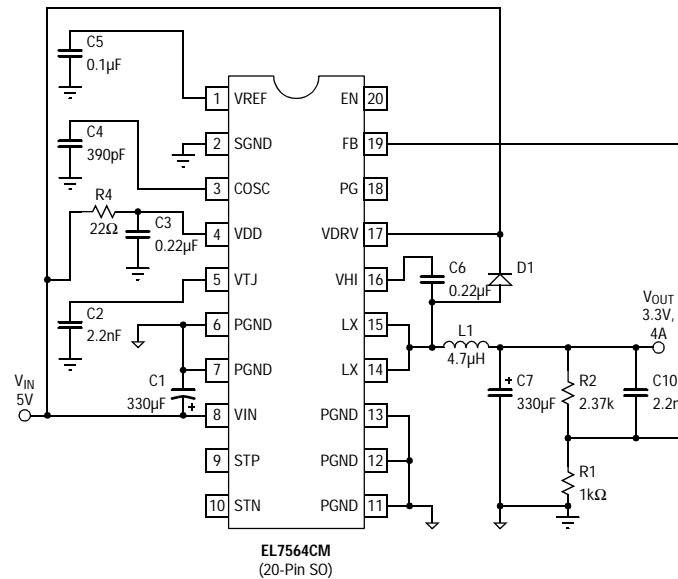 C5
0.1µF
C4
390pF
R4
22Ω
C3
0.22µF
C2
2.2nF
C1
330µF
+
VIN
5V
1 VREF
2 SGND
3 COSC
4 VDD
5 VTJ
6 PGND
7 PGND
8 VIN
9 STP
10 STN
EN 20
FB 19
PG 18
VDRV 17
VHI 16
LX 15
LX 14
PGND 13
PGND 12
PGND 11
C6
0.22µF
D1
L1
4.7µH
VOUT
3.3V,
4A
+
C7
330µF
R2
2.37k
C10
2.2n
R1
1kΩ
EL7564CM
(20-Pin SO)